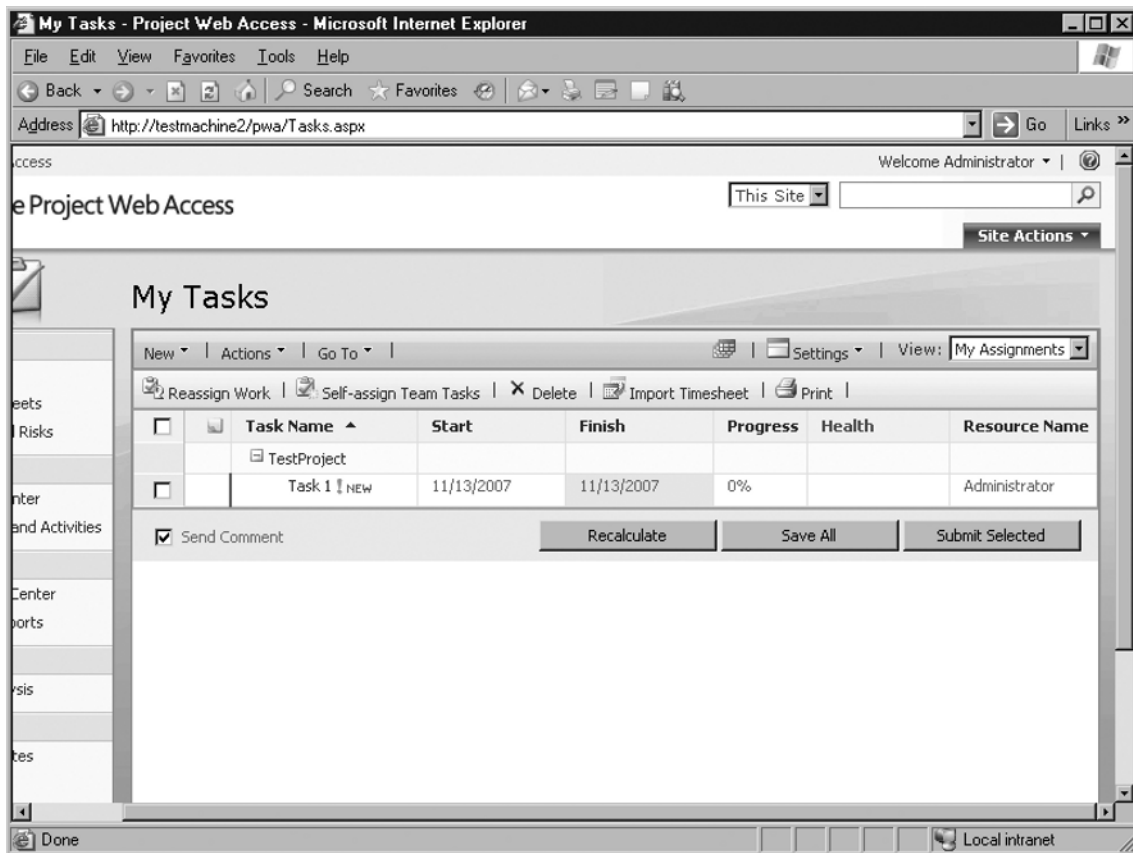 My Tasks - Project Web Access - Microsoft Internet Explorer
File Edit View Favorites Tools Help
Back Search Favorites
Address http://testmachine2/pwa/Tasks.aspx Go Links »
ccess Welcome Administrator
e Project Web Access This Site
Site Actions
My Tasks
New Actions Go To Settings View: My Assignments
Reassign Work Self-assign Team Tasks Delete Import Timesheet Print
eets
Risks
Task Name Start Finish Progress Health Resource Name
TestProject
Task 1 ! NEW 11/13/2007 11/13/2007 0% Administrator
nter
and Activities
Send Comment Recalculate Save All Submit Selected
Center
orts
sis
tes
Done Local intranet